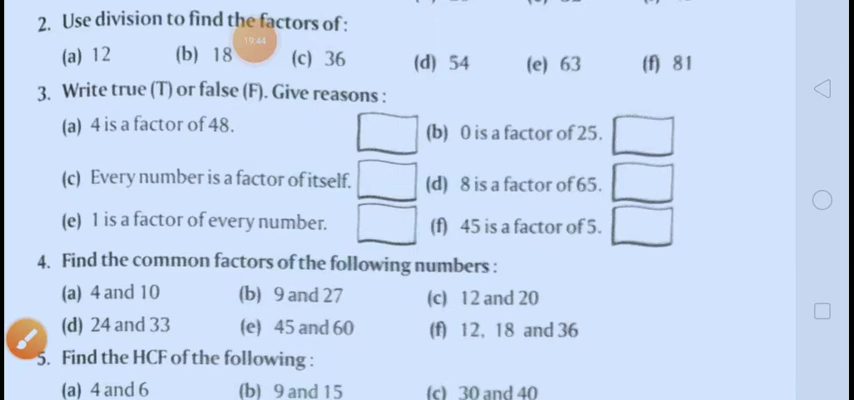 2. Use division to find the factors of :
19:44
(a) 12 (b) 18 (c) 36 (d) 54 (e) 63 (f) 81
3. Write true (T) or false (F). Give reasons :
(a) 4 is a factor of 48. (b) 0 is a factor of 25.
(c) Every number is a factor of itself. (d) 8 is a factor of 65.
(e) 1 is a factor of every number. (f) 45 is a factor of 5.
4. Find the common factors of the following numbers :
(a) 4 and 10 (b) 9 and 27 (c) 12 and 20
(d) 24 and 33 (e) 45 and 60 (f) 12, 18 and 36
5. Find the HCF of the following :
(a) 4 and 6 (b) 9 and 15 (c) 30 and 40